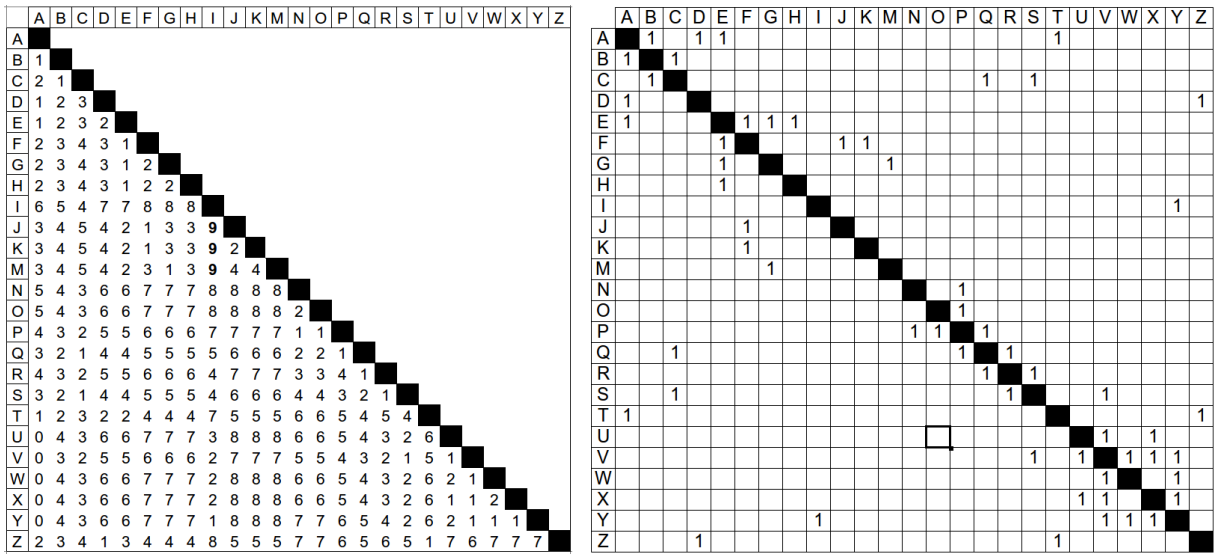 A B C D E F G H I J K M N O P Q R S T U V W X Y Z
A
B 1
C 2 1
D 1 2 3
E 1 2 3 2
F 2 3 4 3 1
G 2 3 4 3 1 2
H 2 3 4 3 1 2 2
I 6 5 4 7 7 8 8 8
J 3 4 5 4 2 1 3 3 9
K 3 4 5 4 2 1 3 3 9 2
M 3 4 5 4 2 3 1 3 9 4 4
N 5 4 3 6 6 7 7 7 8 8 8 8
O 5 4 3 6 6 7 7 7 8 8 8 8 2
P 4 3 2 5 5 6 6 6 7 7 7 7 1 1
Q 3 2 1 4 4 5 5 5 5 6 6 6 2 2 1
R 4 3 2 5 5 6 6 6 4 7 7 7 3 3 4 1
S 3 2 1 4 4 5 5 5 4 6 6 6 4 4 3 2 1
T 1 2 3 2 2 4 4 4 7 5 5 5 6 6 5 4 5 4
U 0 4 3 6 6 7 7 7 3 8 8 8 6 6 5 4 3 2 6
V 0 3 2 5 5 6 6 6 2 7 7 7 5 5 4 3 2 1 5 1
W 0 4 3 6 6 7 7 7 2 8 8 8 6 6 5 4 3 2 6 2 1
X 0 4 3 6 6 7 7 7 2 8 8 8 6 6 5 4 3 2 6 1 1 2
Y 0 4 3 6 6 7 7 7 1 8 8 8 7 7 6 5 4 2 6 2 1 1 1
Z 2 3 4 1 3 4 4 4 8 5 5 5 7 7 6 5 6 5 1 7 6 7 7 7
A B C D E F G H I J K M N O P Q R S T U V W X Y Z
A 1 1 1 1
B 1 1
C 1 1 1
D 1 1
E 1 1 1 1
F 1 1 1
G 1 1
H 1
I 1
J 1
K 1
M 1
N 1
O 1
P 1 1 1
Q 1 1 1
R 1 1
S 1 1 1
T 1 1
U 1 1
V 1 1 1 1 1
W 1 1
X 1 1 1
Y 1 1 1 1
Z 1 1